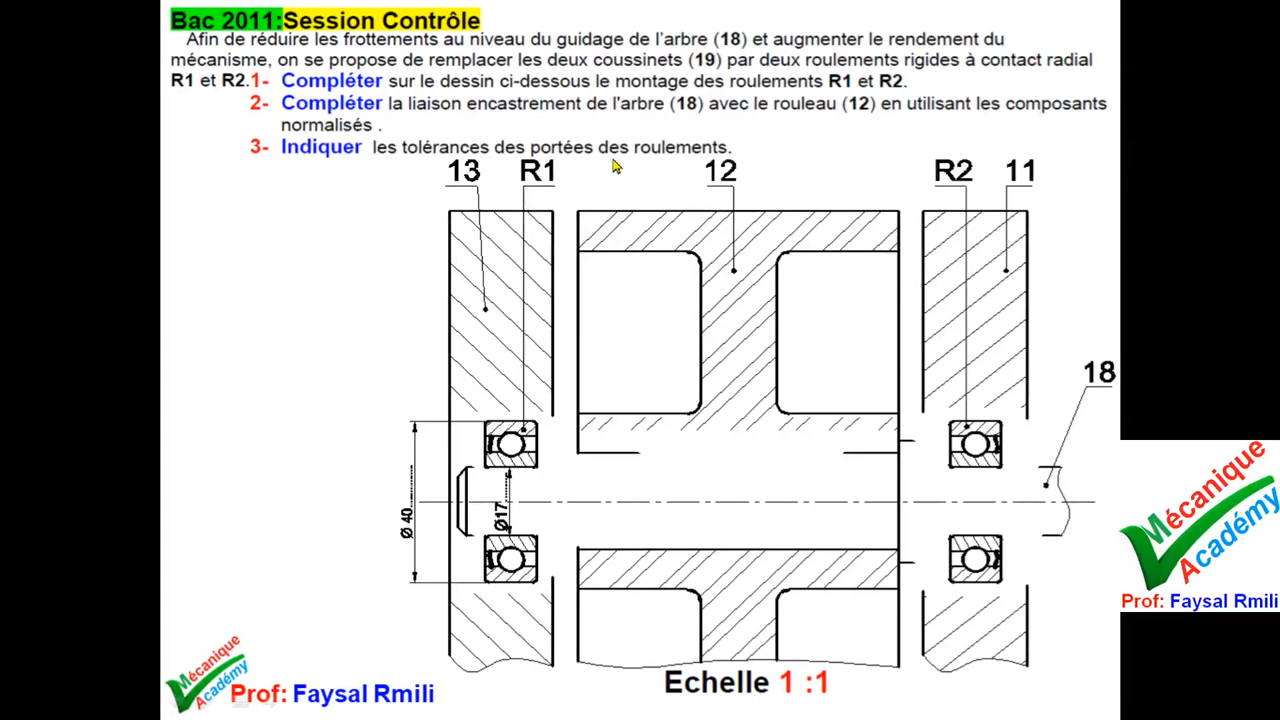 Bac 2011:Session Contrôle
Afin de réduire les frottements au niveau du guidage de l'arbre (18) et augmenter le rendement du
mécanisme, on se propose de remplacer les deux coussinets (19) par deux roulements rigides à contact radial
R1 et R2.1- Compléter sur le dessin ci-dessous le montage des roulements R1 et R2.
2- Compléter la liaison encastrement de l'arbre (18) avec le rouleau (12) en utilisant les composants
normalisés .
3- Indiquer les tolérances des portées des roulements.
13 R1 12 R2 11
18
Ø 40
Ø17
Mécanique
Académy
Prof: Faysal Rmili
Mécanique
Académy
Prof: Faysal Rmili
Echelle 1 :1